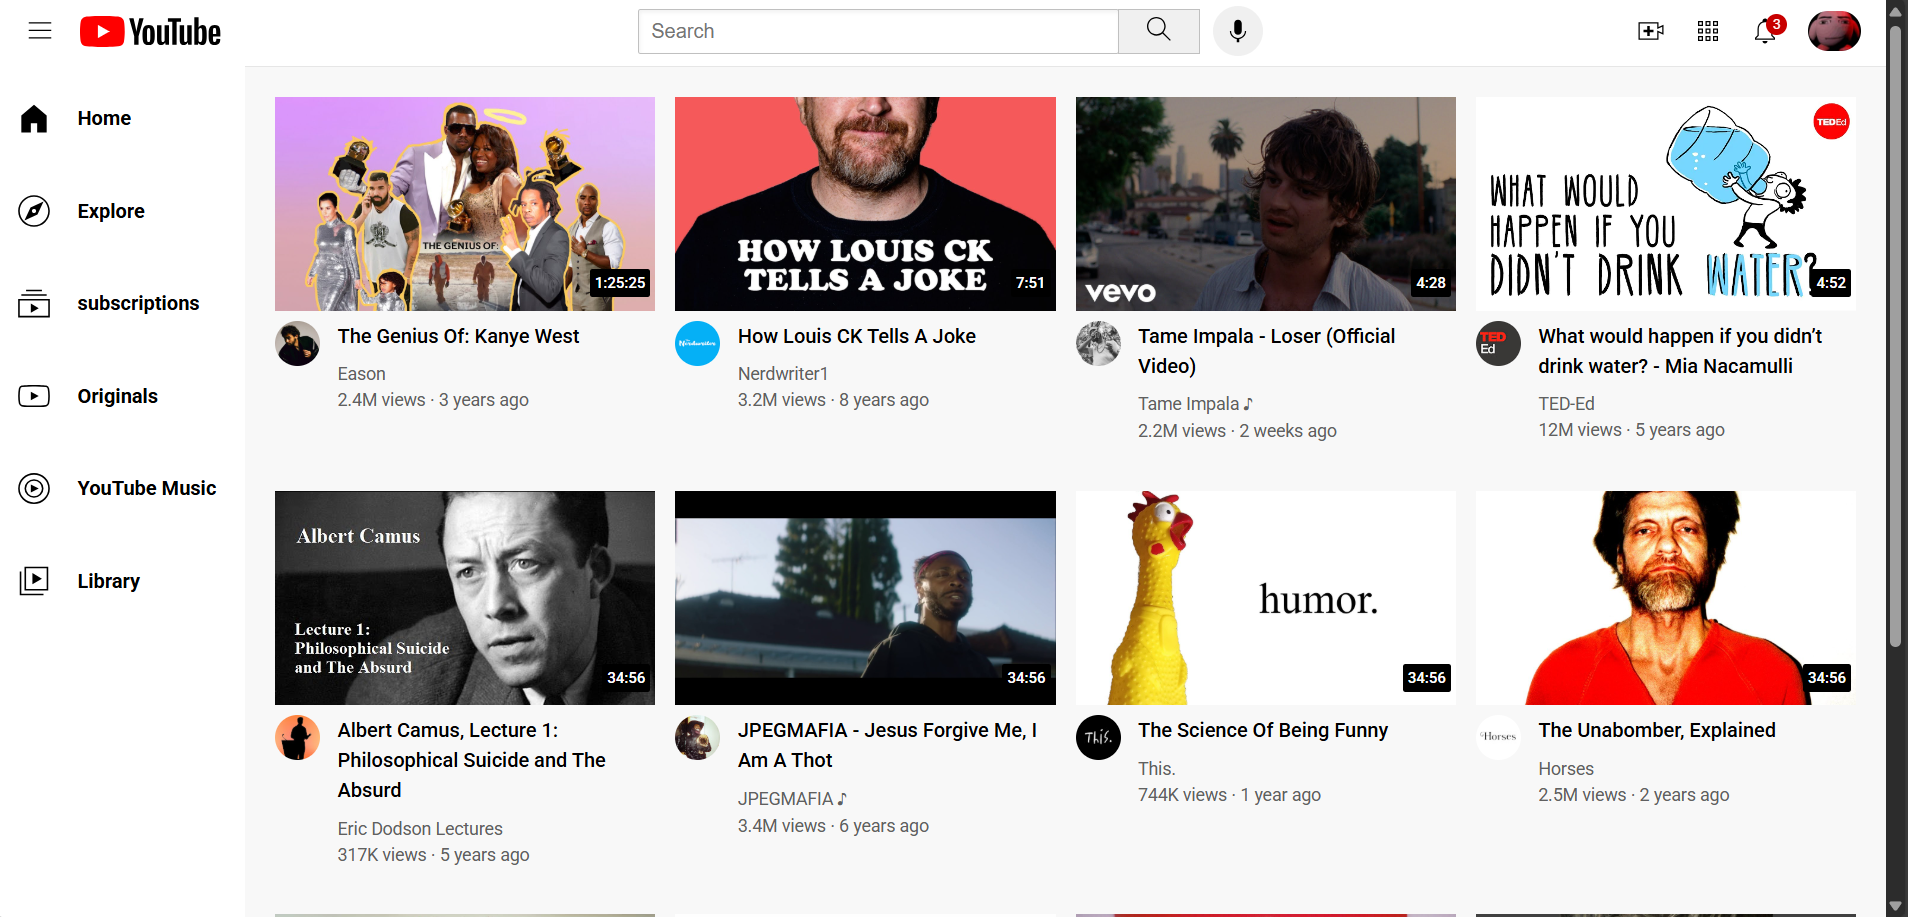 YouTube
Search
3
Home
Explore
subscriptions
Originals
YouTube Music
Library
THE GENIUS OF:
1:25:25
The Genius Of: Kanye West
Eason
2.4M views · 3 years ago
HOW LOUIS CK
TELLS A JOKE
7:51
Nerdwriter
How Louis CK Tells A Joke
Nerdwriter1
3.2M views · 8 years ago
vevo
4:28
Tame Impala - Loser (Official
Video)
Tame Impala ♪
2.2M views · 2 weeks ago
TEDEd
WHAT WOULD
HAPPEN IF YOU
DIDN'T DRINK WATER?
4:52
TED
Ed
What would happen if you didn’t
drink water? - Mia Nacamulli
TED-Ed
12M views · 5 years ago
Albert Camus
Lecture 1:
Philosophical Suicide
and The Absurd
34:56
Albert Camus, Lecture 1:
Philosophical Suicide and The
Absurd
Eric Dodson Lectures
317K views · 5 years ago
34:56
JPEGMAFIA - Jesus Forgive Me, I
Am A Thot
JPEGMAFIA ♪
3.4M views · 6 years ago
humor.
34:56
This.
The Science Of Being Funny
This.
744K views · 1 year ago
34:56
Horses
The Unabomber, Explained
Horses
2.5M views · 2 years ago